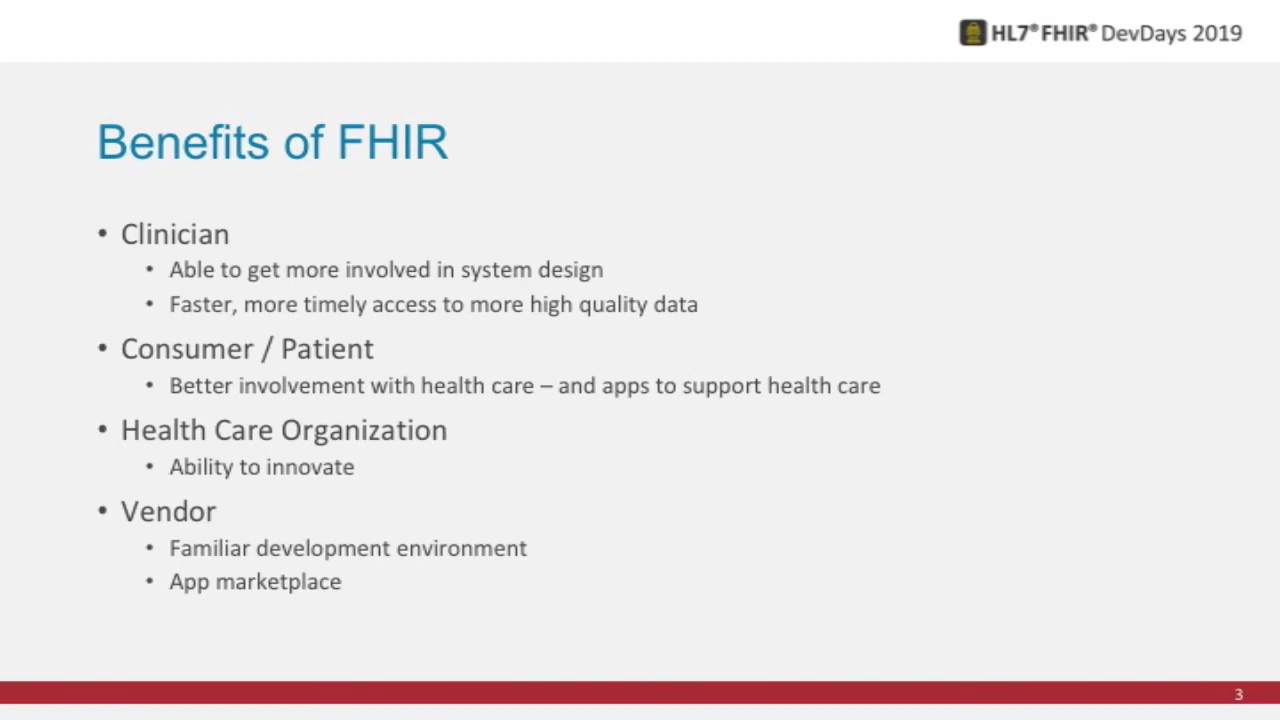 HL7® FHIR® DevDays 2019
Benefits of FHIR
• Clinician
• Able to get more involved in system design
• Faster, more timely access to more high quality data
• Consumer / Patient
• Better involvement with health care – and apps to support health care
• Health Care Organization
• Ability to innovate
• Vendor
• Familiar development environment
• App marketplace
3